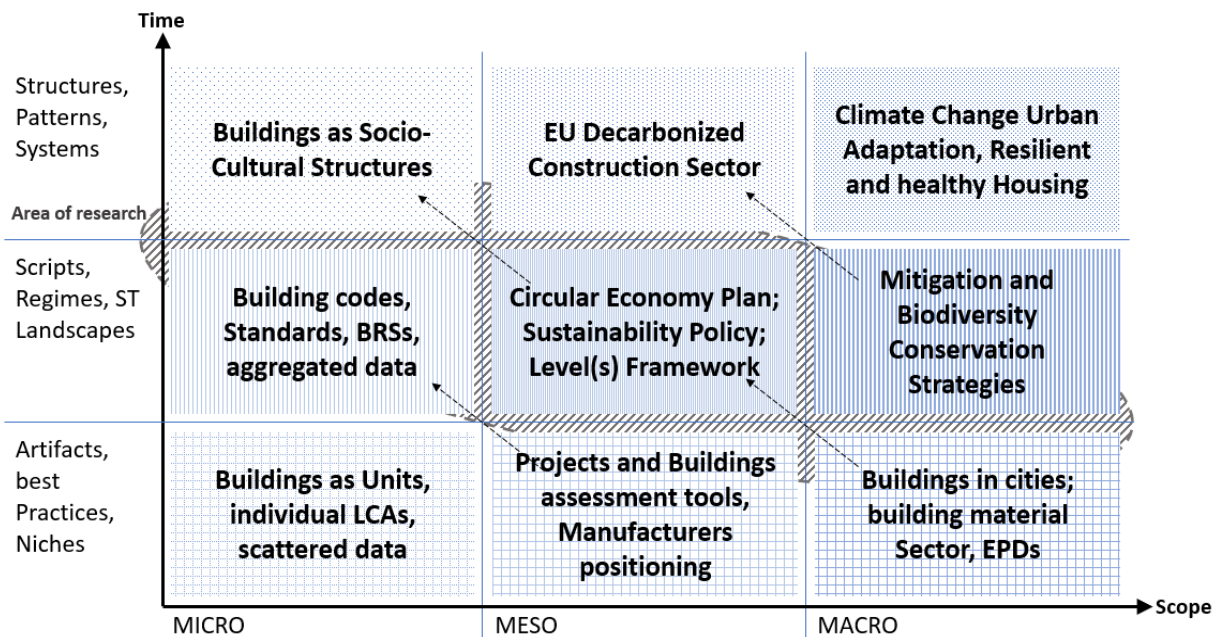 Time
Structures,
Patterns,
Systems
Buildings as Socio-
Cultural Structures
EU Decarbonized
Construction Sector
Climate Change Urban
Adaptation, Resilient
and healthy Housing
Area of research
Scripts,
Regimes, ST
Landscapes
Building codes,
Standards, BRSs,
aggregated data
Circular Economy Plan;
Sustainability Policy;
Level(s) Framework
Mitigation and
Biodiversity
Conservation
Strategies
Artifacts,
best
Practices,
Niches
Buildings as Units,
individual LCAs,
scattered data
Projects and Buildings
assessment tools,
Manufacturers
positioning
Buildings in cities;
building material
Sector, EPDs
Scope
MICRO
MESO
MACRO